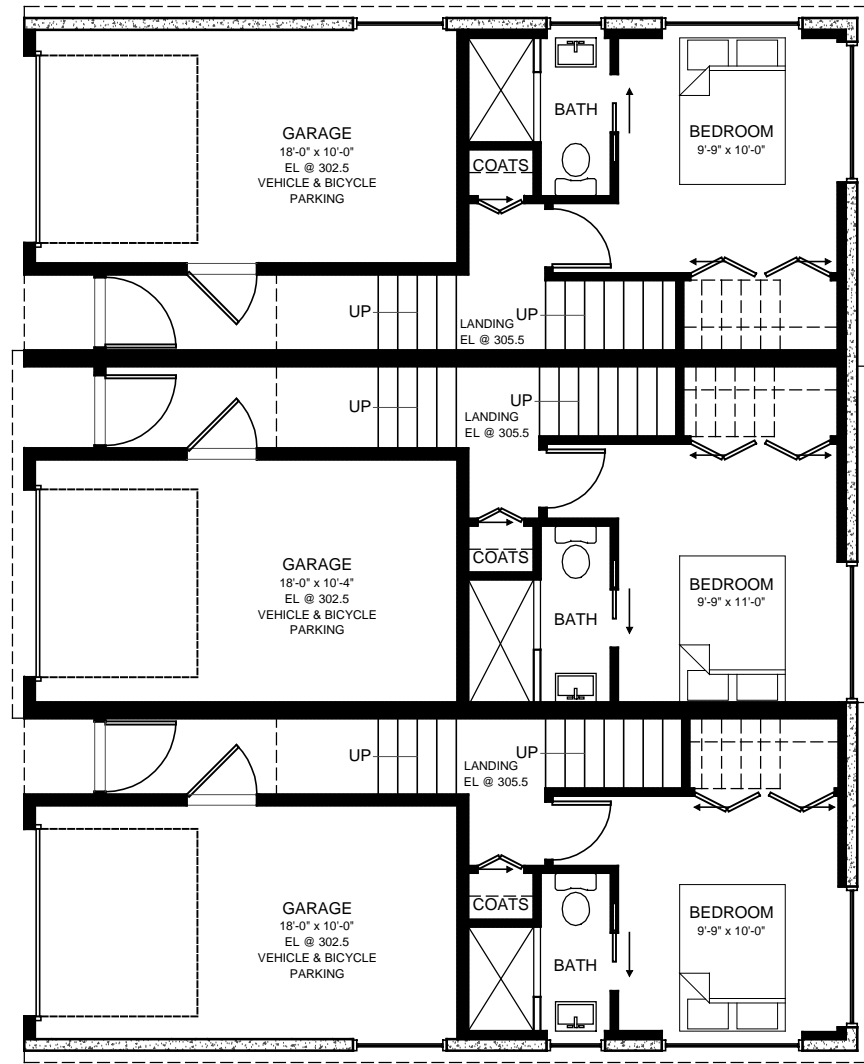 GARAGE
18'-0" x 10'-0"
EL @ 302.5
VEHICLE & BICYCLE
PARKING
COATS
BATH
BEDROOM
9'-9" x 10'-0"
UP
LANDING
EL @ 305.5
UP
UP
LANDING
EL @ 305.5
UP
GARAGE
18'-0" x 10'-4"
EL @ 302.5
VEHICLE & BICYCLE
PARKING
COATS
BATH
BEDROOM
9'-9" x 11'-0"
UP
LANDING
EL @ 305.5
UP
GARAGE
18'-0" x 10'-0"
EL @ 302.5
VEHICLE & BICYCLE
PARKING
COATS
BATH
BEDROOM
9'-9" x 10'-0"